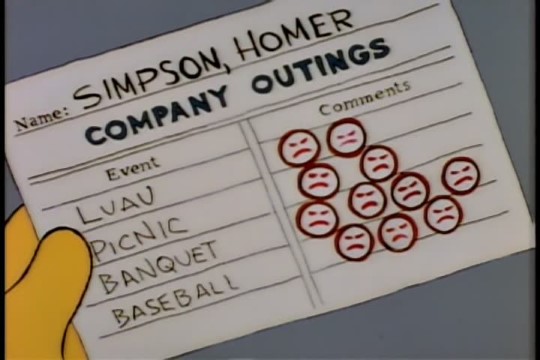 Name: SIMPSON, HOMER
COMPANY OUTINGS
Event Comments
LUAU
PICNIC
BANQUET
BASEBALL